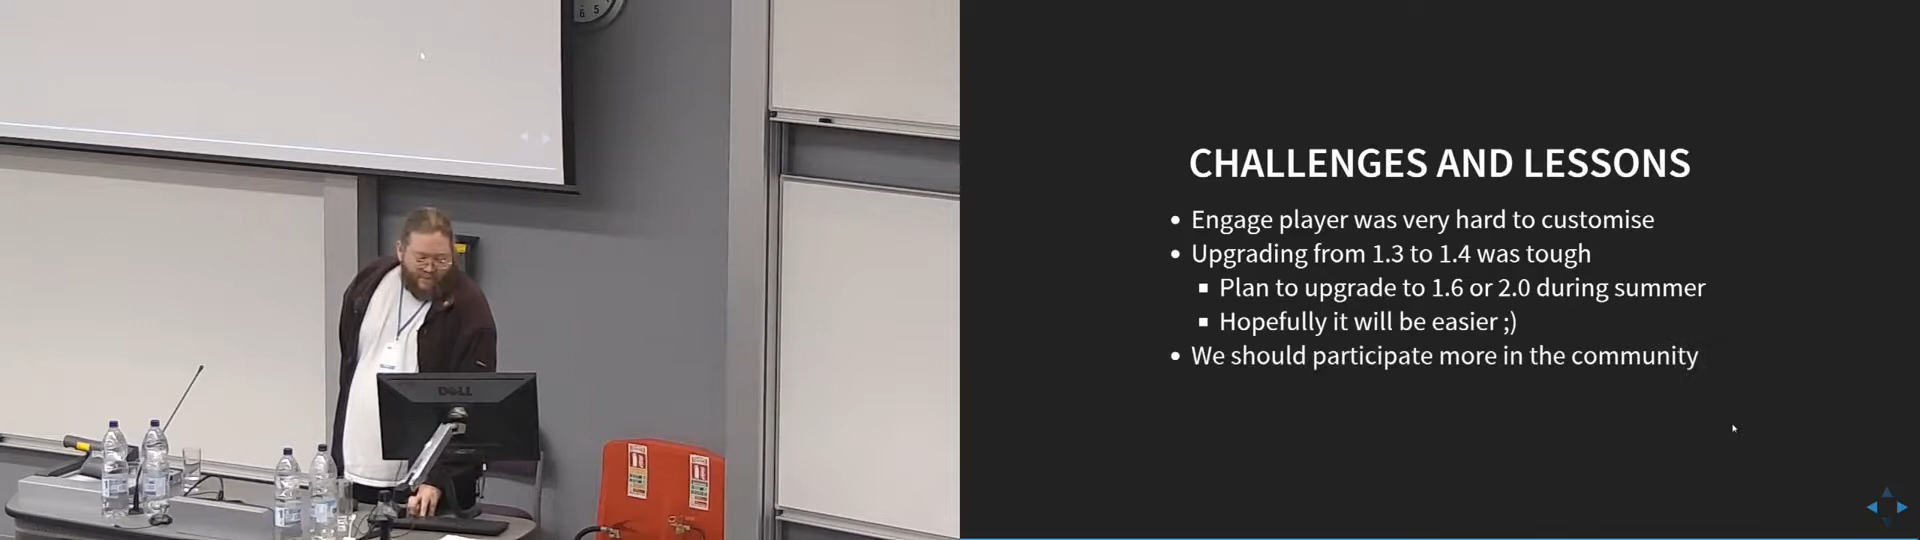 6 5
DELL
CHALLENGES AND LESSONS
Engage player was very hard to customise
Upgrading from 1.3 to 1.4 was tough
Plan to upgrade to 1.6 or 2.0 during summer
Hopefully it will be easier ;)
We should participate more in the community